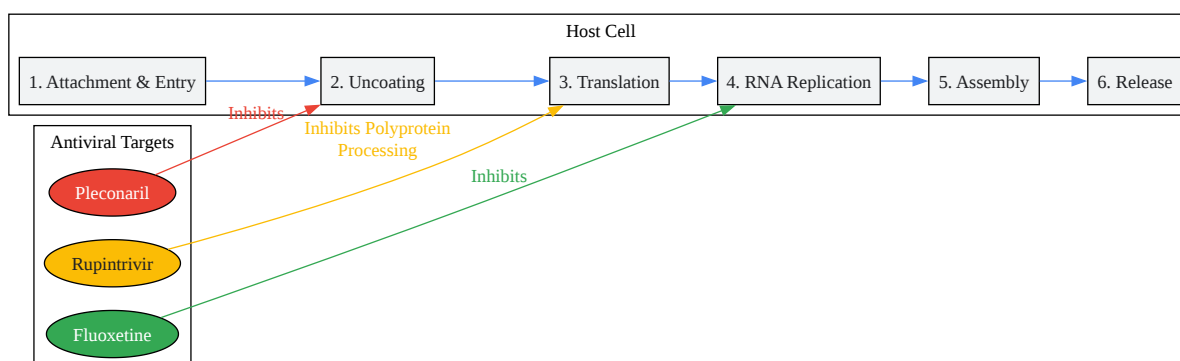 Host Cell
1. Attachment & Entry
2. Uncoating
3. Translation
4. RNA Replication
5. Assembly
6. Release
Inhibits
Inhibits Polyprotein
Processing
Inhibits
Antiviral Targets
Pleconaril
Rupintrivir
Fluoxetine